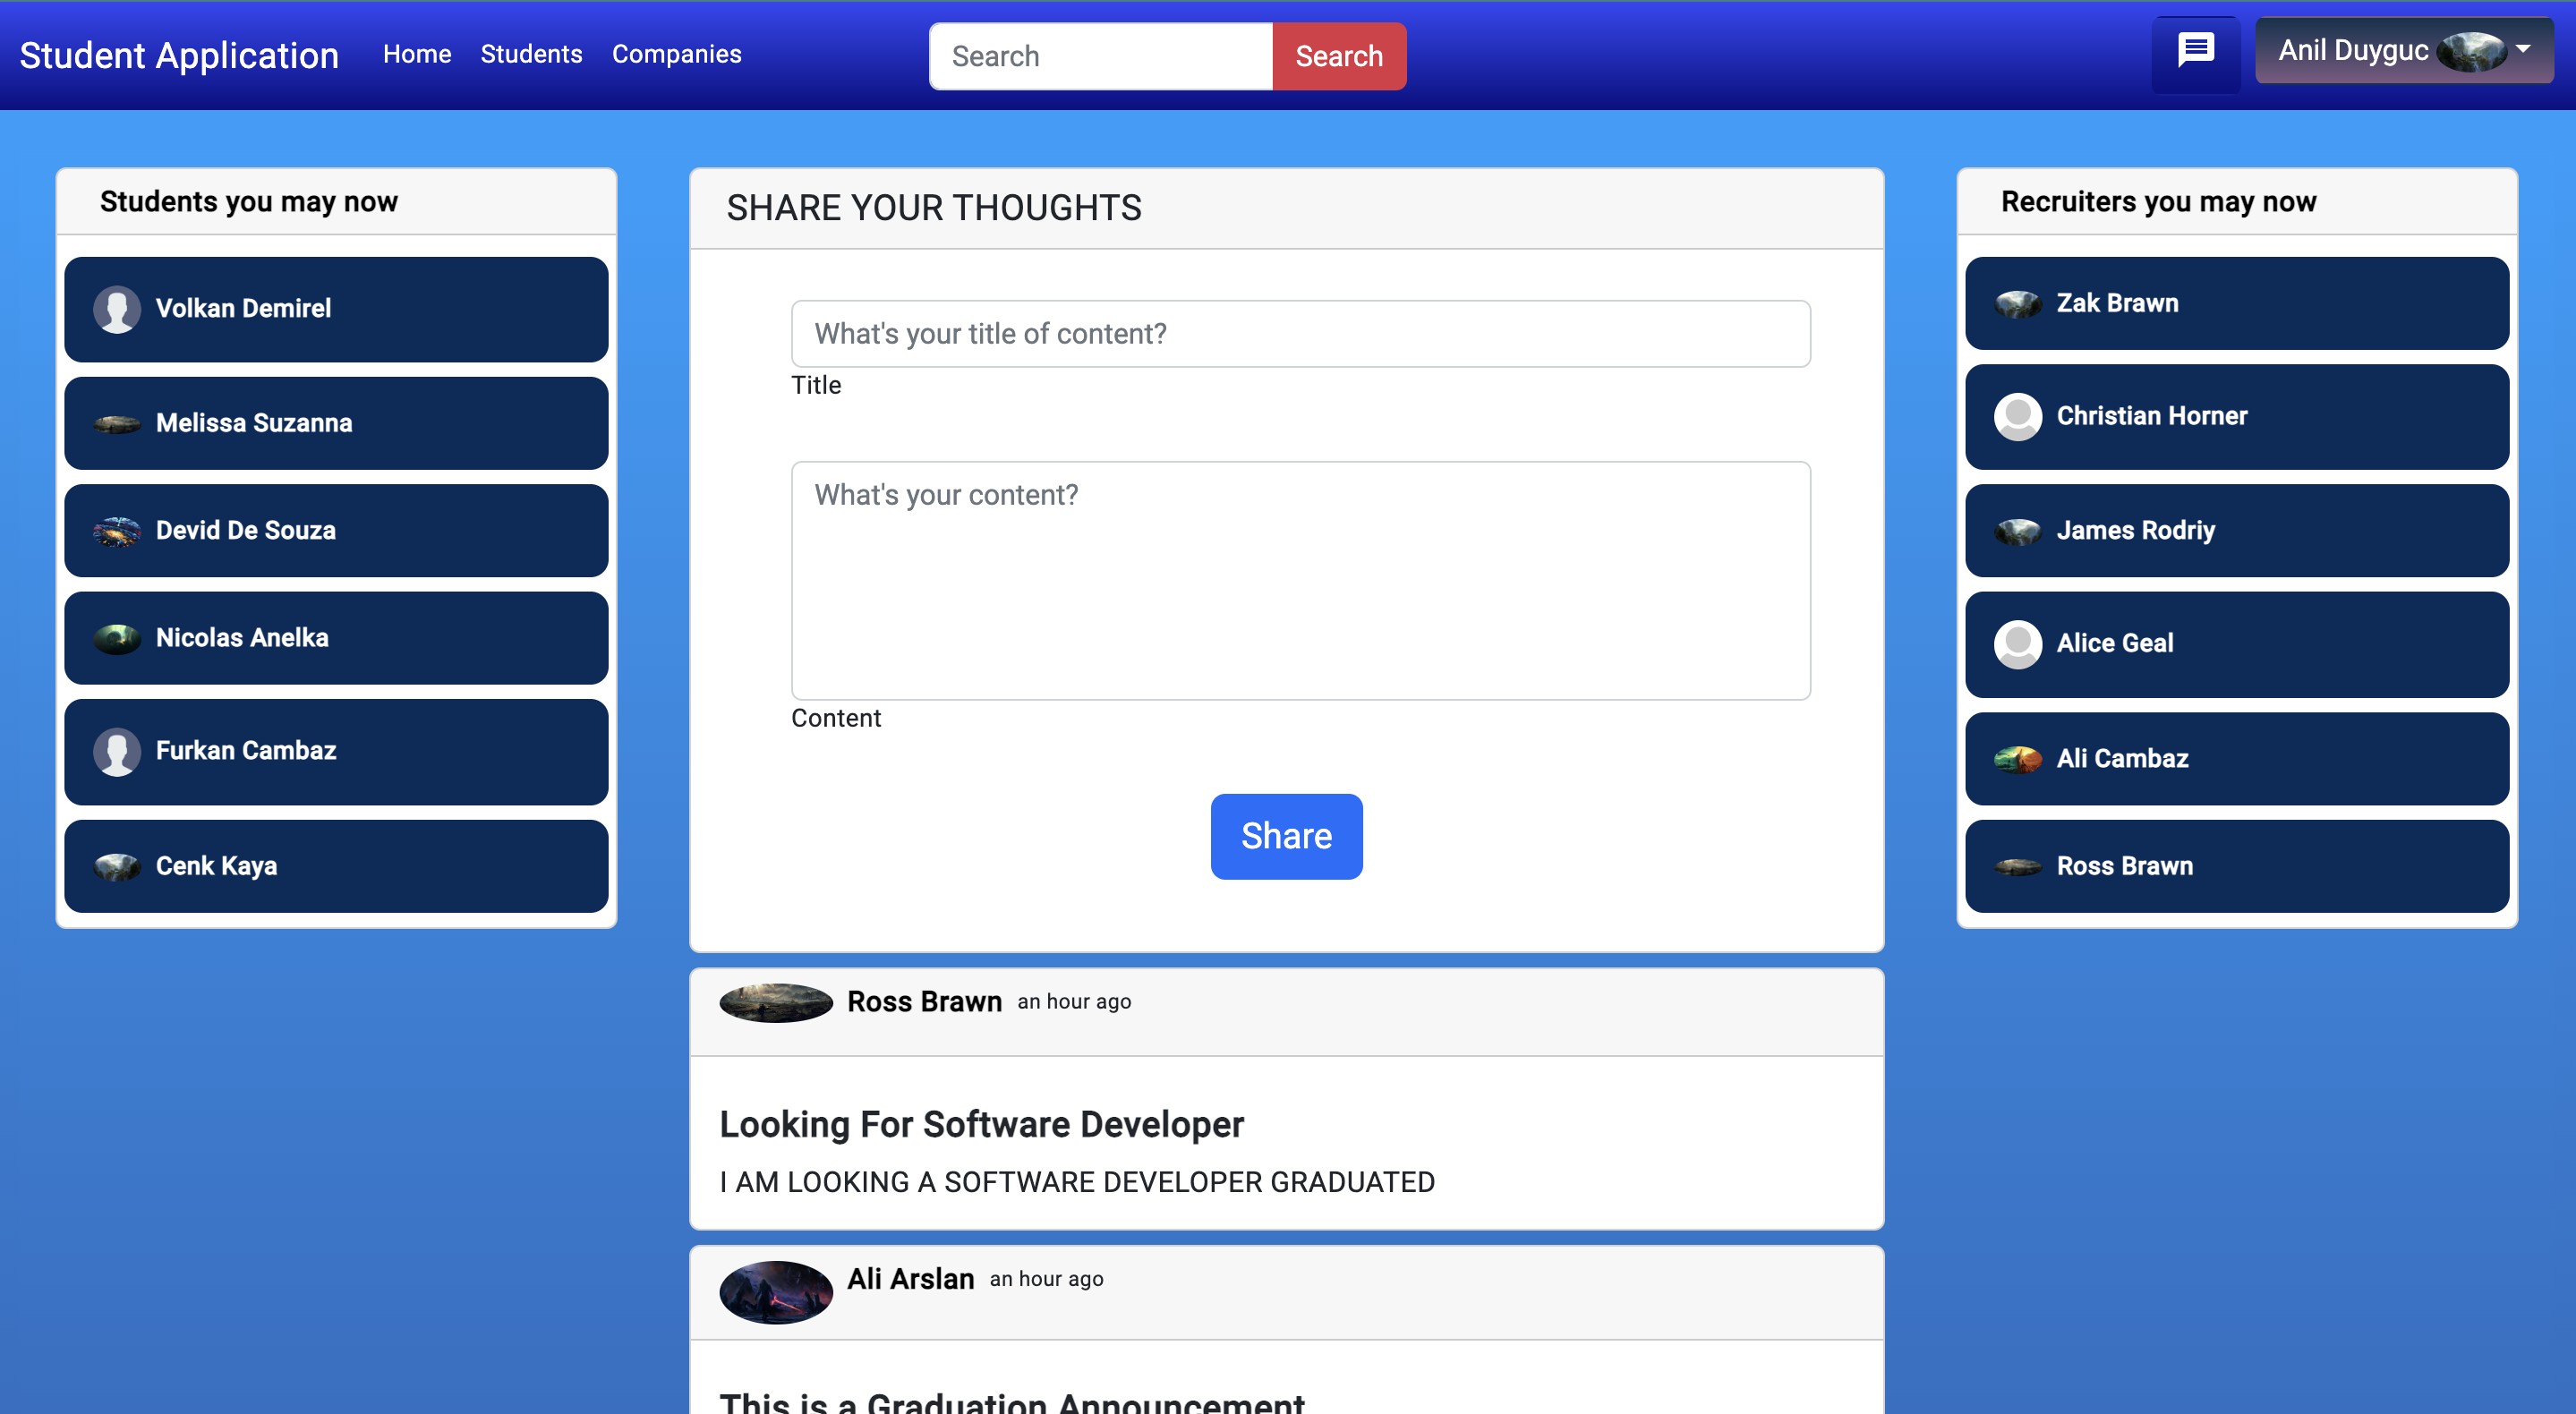 Student Application Home Students Companies Search Search Anil Duyguc
Students you may now
Volkan Demirel
Melissa Suzanna
Devid De Souza
Nicolas Anelka
Furkan Cambaz
Cenk Kaya
SHARE YOUR THOUGHTS
What's your title of content?
Title
What's your content?
Content
Share
Ross Brawn an hour ago
Looking For Software Developer
I AM LOOKING A SOFTWARE DEVELOPER GRADUATED
Ali Arslan an hour ago
This is a Graduation Announcement
Recruiters you may now
Zak Brawn
Christian Horner
James Rodriy
Alice Geal
Ali Cambaz
Ross Brawn